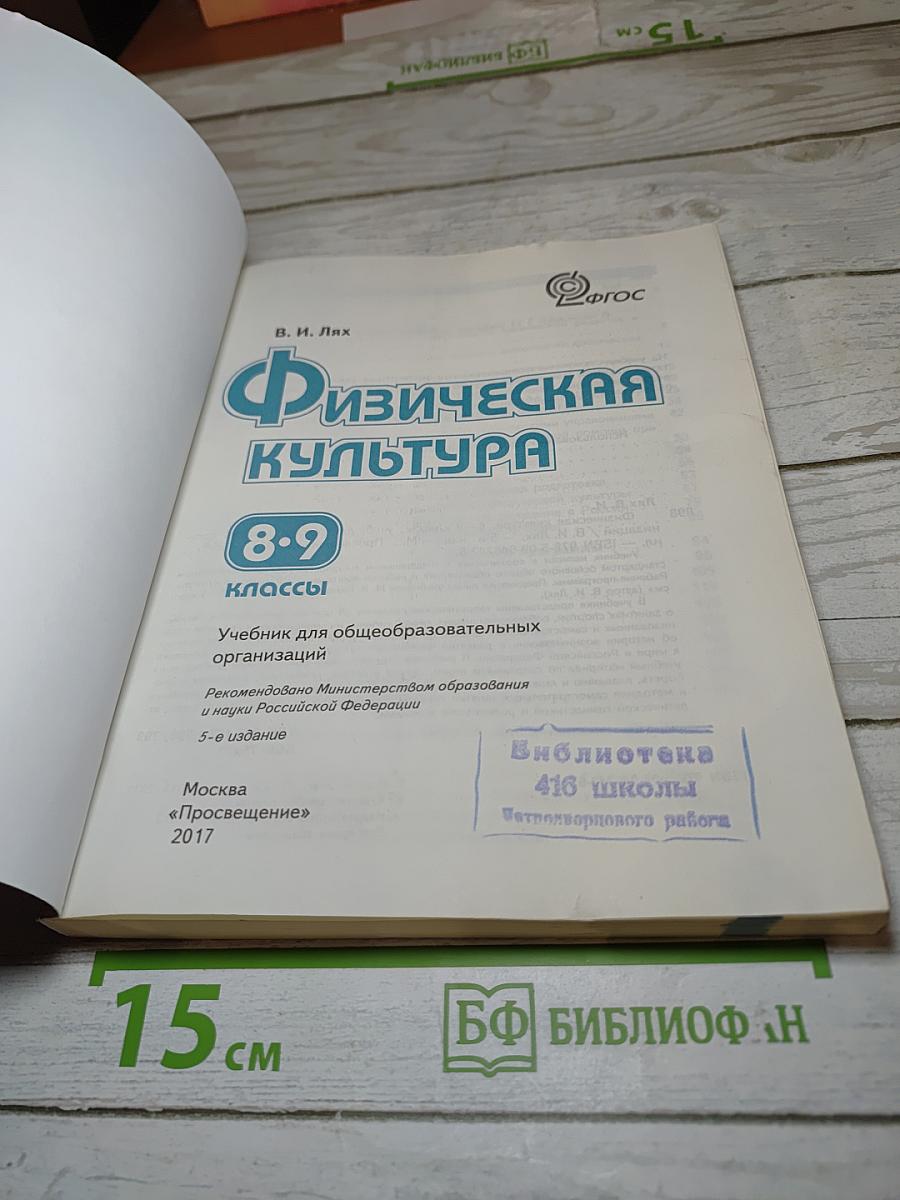 15 см
БФ БИБЛИОФАН
ФГОС
В. И. Лях
ФИЗИЧЕСКАЯ
КУЛЬТУРА
8•9
классы
Учебник для общеобразовательных
организаций
Рекомендовано Министерством образования
и науки Российской Федерации
5-е издание
Москва
«Просвещение»
2017
Библиотека
416 школы
Петродворцового района
15 см
БФ БИБЛИОФ